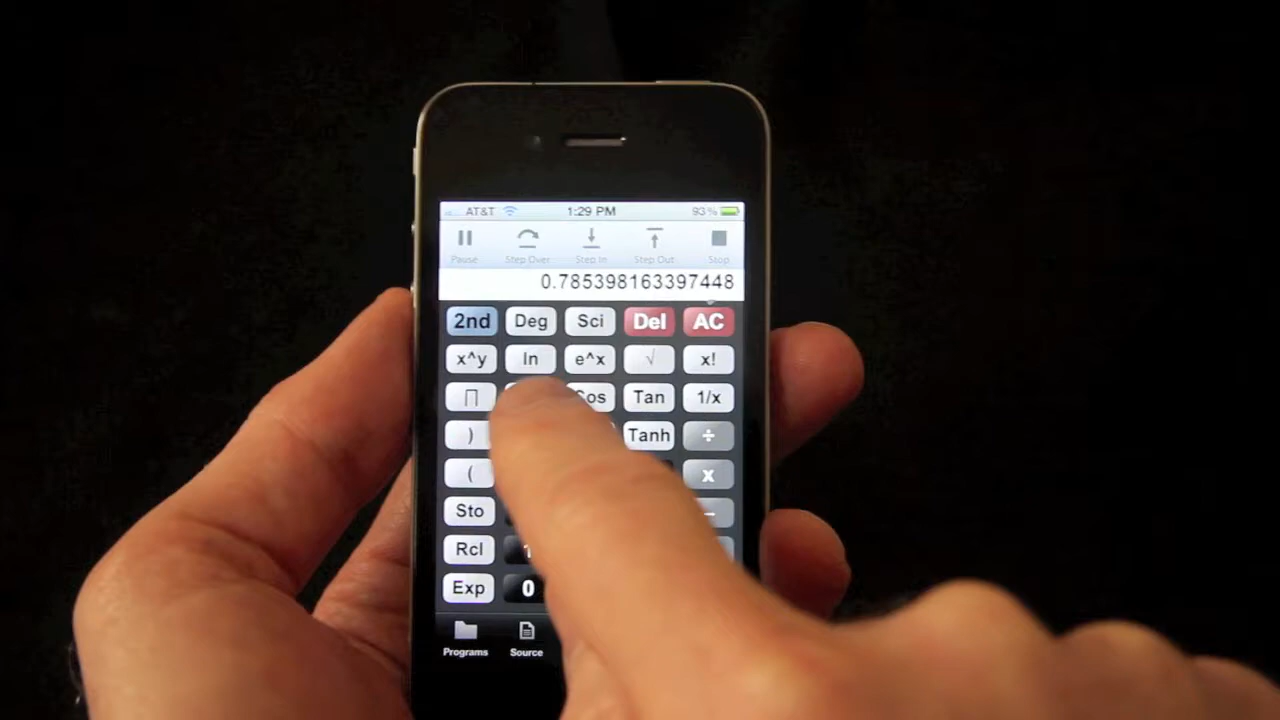 AT&T 1:29 PM 93%
Pause Step Over Step In Step Out Stop
0.785398163397448
2nd Deg Sci Del AC
x^y ln e^x √ x!
∏ Cos Tan 1/x
) Tanh ÷
( x
Sto −
Rcl 1
Exp 0
Programs Source